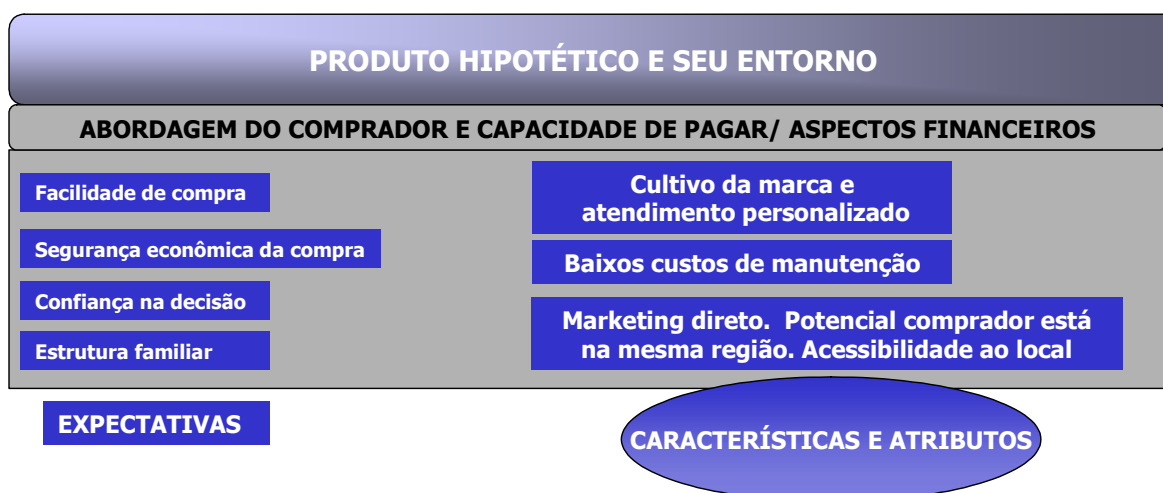 PRODUTO HIPOTÉTICO E SEU ENTORNO
ABORDAGEM DO COMPRADOR E CAPACIDADE DE PAGAR/ ASPECTOS FINANCEIROS
Facilidade de compra
Segurança econômica da compra
Confiança na decisão
Estrutura familiar
Cultivo da marca e
atendimento personalizado
Baixos custos de manutenção
Marketing direto.  Potencial comprador está
na mesma região. Acessibilidade ao local
EXPECTATIVAS
CARACTERÍSTICAS E ATRIBUTOS